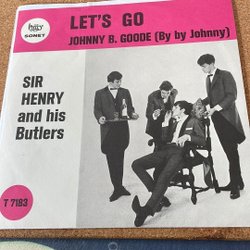 SONET
LET'S GO
JOHNNY B. GOODE (By by Johnny)
SIR
HENRY
and his
Butlers
T 7183